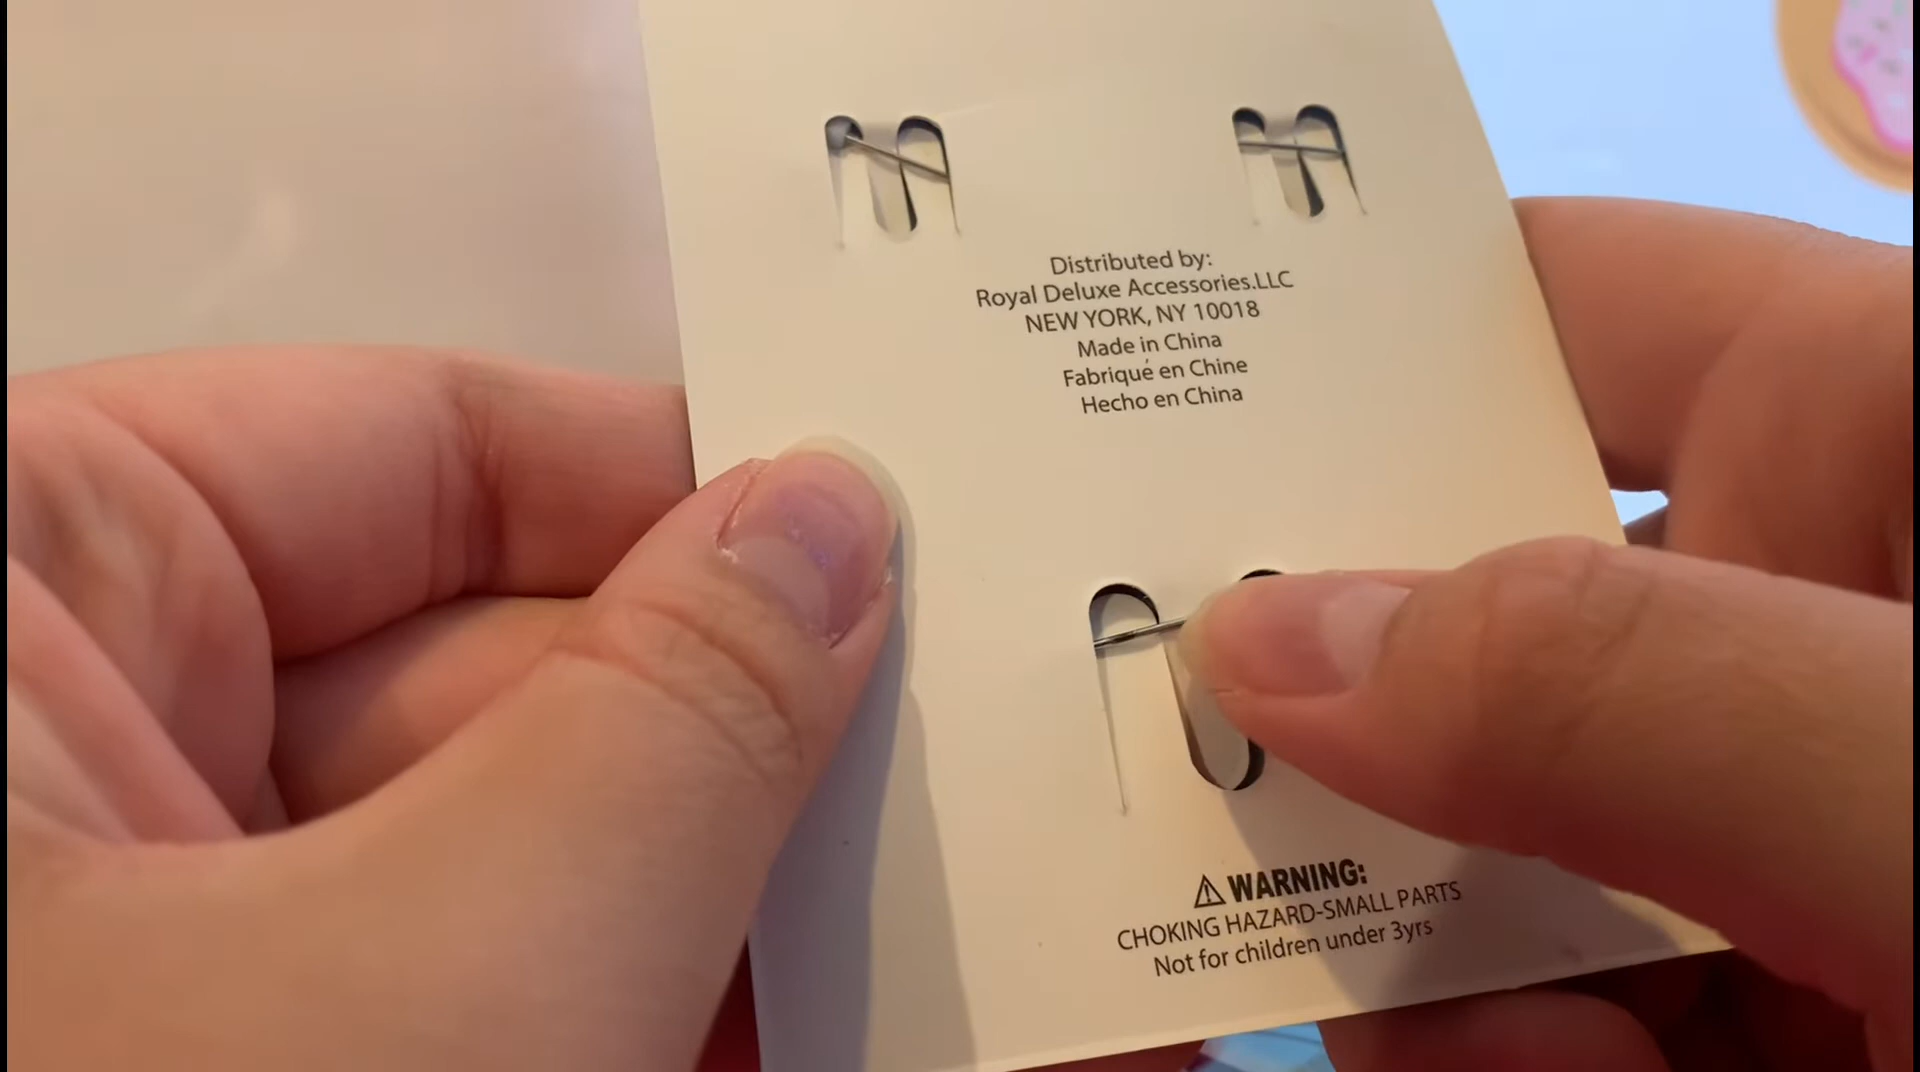 Distributed by:
Royal Deluxe Accessories.LLC
NEW YORK, NY 10018
Made in China
Fabriqué en Chine
Hecho en China
⚠ WARNING:
CHOKING HAZARD-SMALL PARTS
Not for children under 3yrs